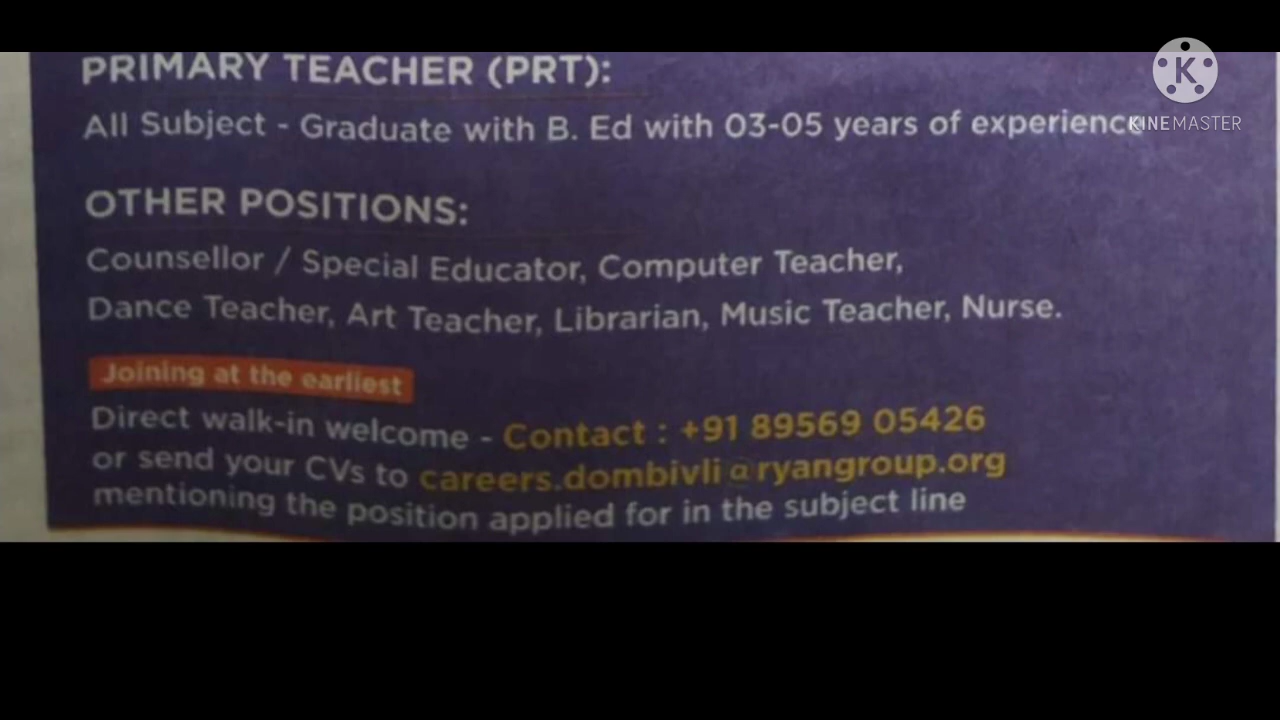 PRIMARY TEACHER (PRT):
All Subject - Graduate with B. Ed with 03-05 years of experience
KINEMASTER
OTHER POSITIONS:
Counsellor / Special Educator, Computer Teacher,
Dance Teacher, Art Teacher, Librarian, Music Teacher, Nurse.
Joining at the earliest
Direct walk-in welcome - Contact : +91 89569 05426
or send your CVs to careers.dombivli@ryangroup.org
mentioning the position applied for in the subject line